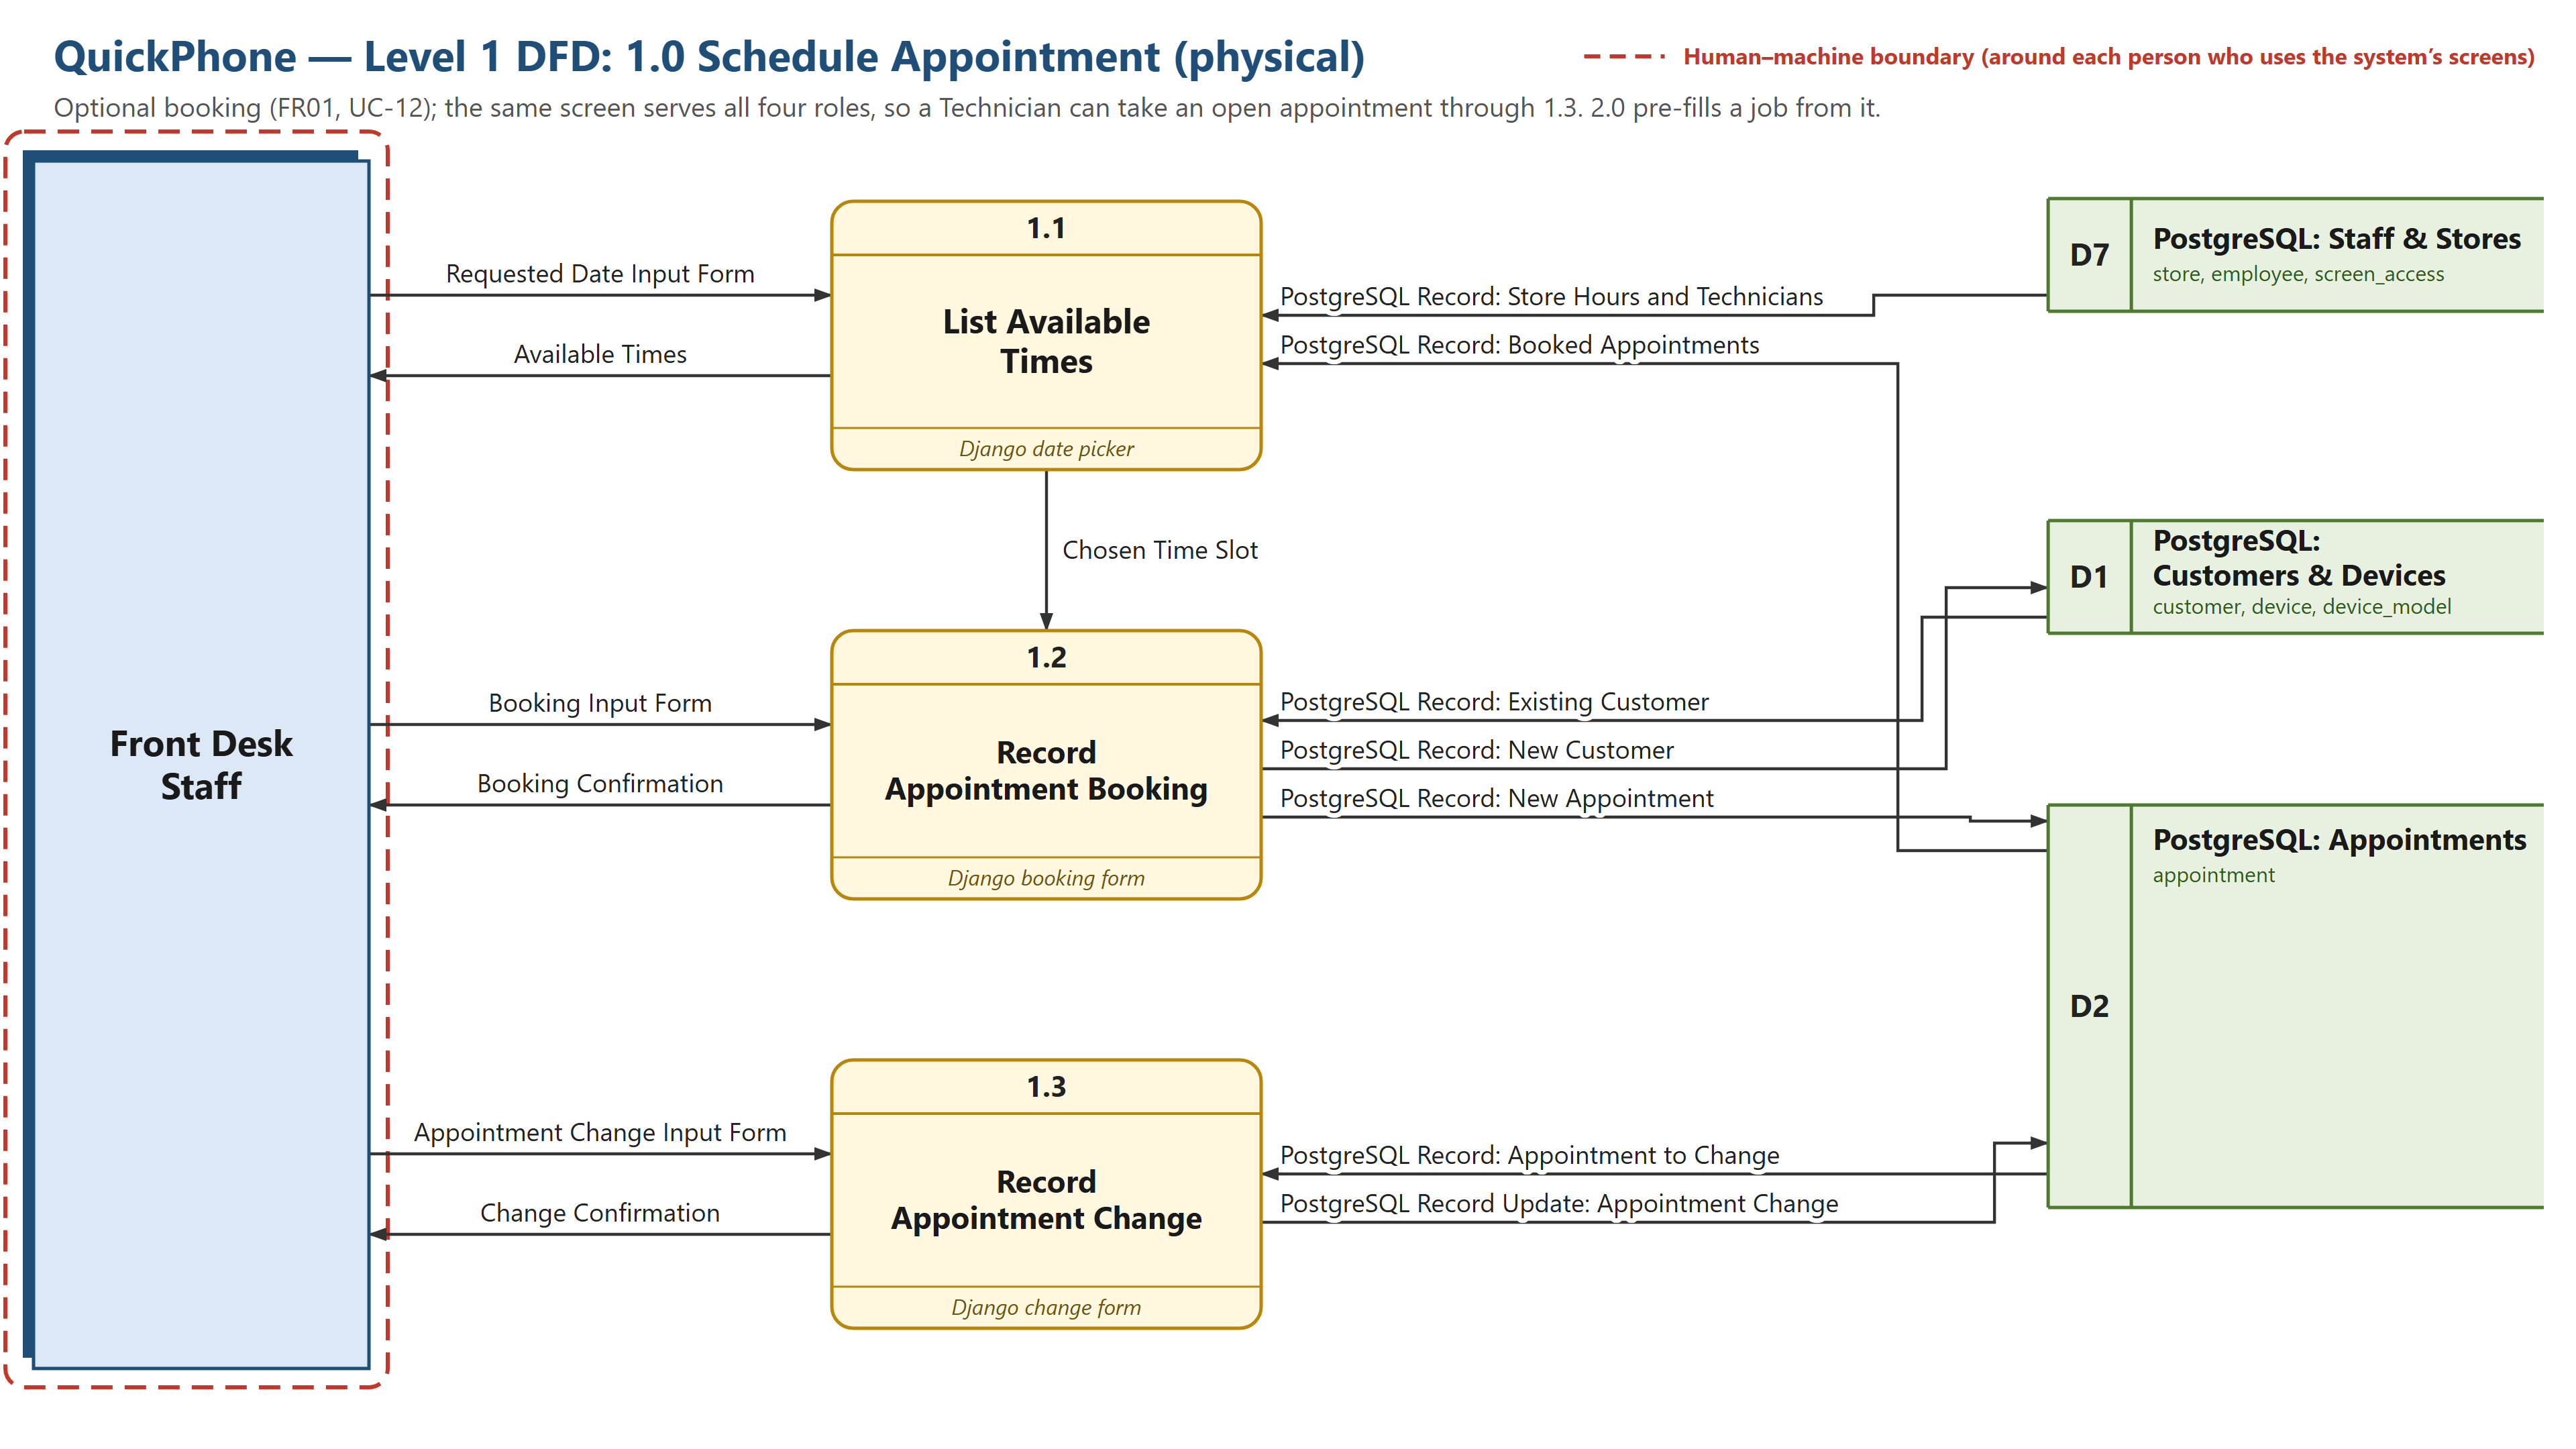 QuickPhone — Level 1 DFD: 1.0 Schedule Appointment (physical)
Human–machine boundary (around each person who uses the system’s screens)
Optional booking (FR01, UC-12); the same screen serves all four roles, so a Technician can take an open appointment through 1.3. 2.0 pre-fills a job from it.
Front Desk
Staff
Requested Date Input Form
Available Times
1.1
List Available
Times
Django date picker
PostgreSQL Record: Store Hours and Technicians
PostgreSQL Record: Booked Appointments
D7
PostgreSQL: Staff & Stores
store, employee, screen_access
Chosen Time Slot
D1
PostgreSQL:
Customers & Devices
customer, device, device_model
Booking Input Form
Booking Confirmation
1.2
Record
Appointment Booking
Django booking form
PostgreSQL Record: Existing Customer
PostgreSQL Record: New Customer
PostgreSQL Record: New Appointment
D2
PostgreSQL: Appointments
appointment
Appointment Change Input Form
Change Confirmation
1.3
Record
Appointment Change
Django change form
PostgreSQL Record: Appointment to Change
PostgreSQL Record Update: Appointment Change